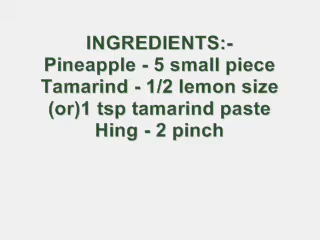 INGREDIENTS:-
Pineapple - 5 small piece
Tamarind - 1/2 lemon size
(or)1 tsp tamarind paste
Hing - 2 pinch